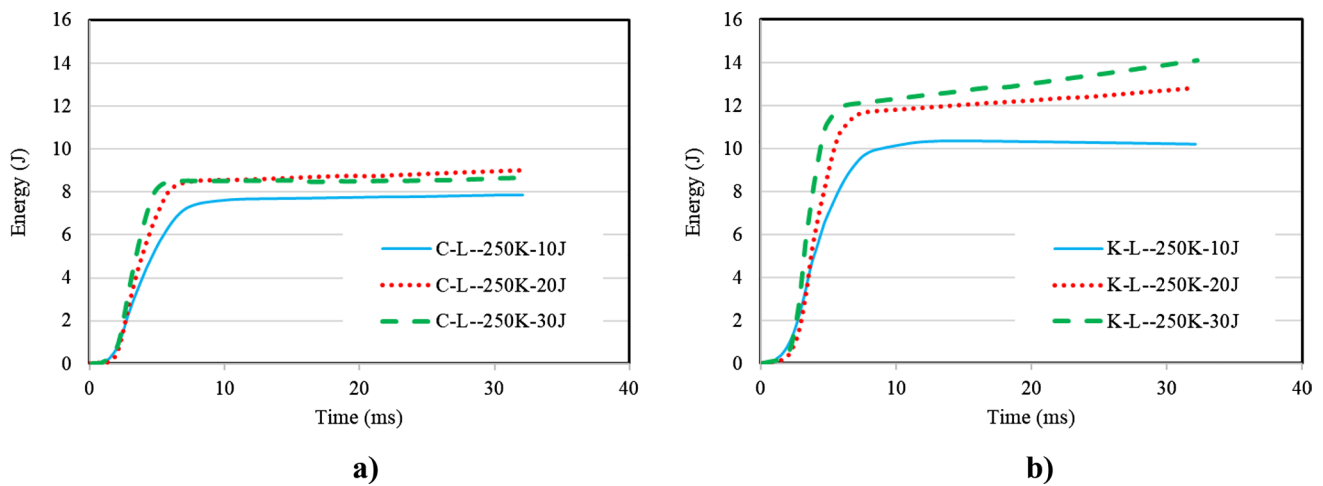 16
14
12
10
8
6
4
2
0
Energy (J)
C-L--250K-10J
C-L--250K-20J
C-L--250K-30J
0 10 20 30 40
Time (ms)
a)
16
14
12
10
8
6
4
2
0
Energy (J)
K-L--250K-10J
K-L--250K-20J
K-L--250K-30J
0 10 20 30 40
Time (ms)
b)